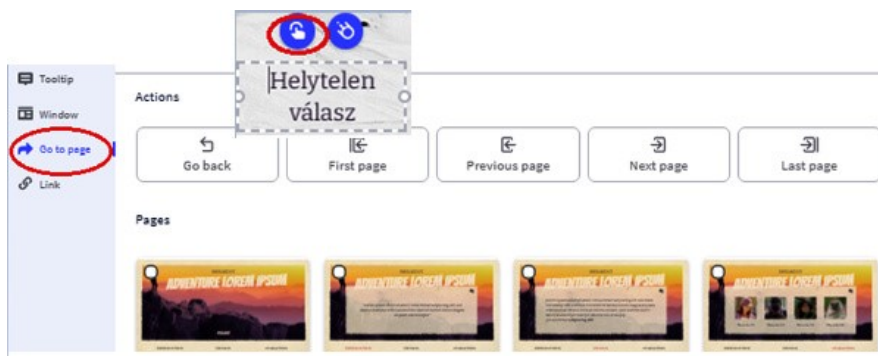 Helytelen
válasz
Tooltip
Window
Go to page
Link
Actions
Go back
First page
Previous page
Next page
Last page
Pages
ADVENTURE LOREM IPSUM
ADVENTURE LOREM IPSUM
ADVENTURE LOREM IPSUM
ADVENTURE LOREM IPSUM